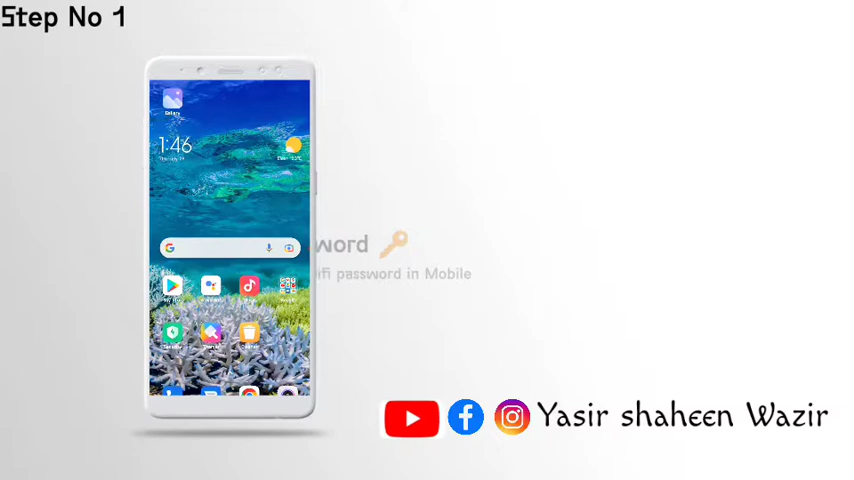 Step No 1
1:46
word
ifi password in Mobile
Yasir shaheen Wazir